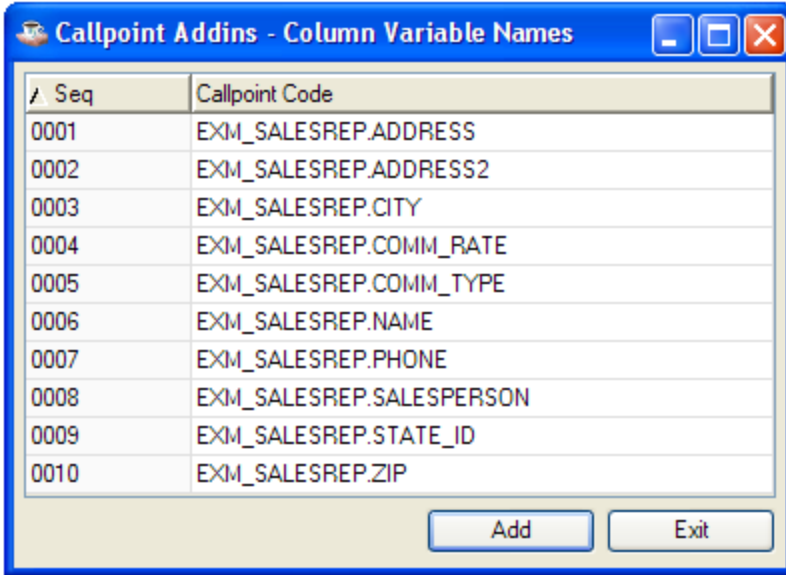 Callpoint Addins - Column Variable Names
Seq Callpoint Code
0001 EXM_SALESREP.ADDRESS
0002 EXM_SALESREP.ADDRESS2
0003 EXM_SALESREP.CITY
0004 EXM_SALESREP.COMM_RATE
0005 EXM_SALESREP.COMM_TYPE
0006 EXM_SALESREP.NAME
0007 EXM_SALESREP.PHONE
0008 EXM_SALESREP.SALESPERSON
0009 EXM_SALESREP.STATE_ID
0010 EXM_SALESREP.ZIP
Add Exit